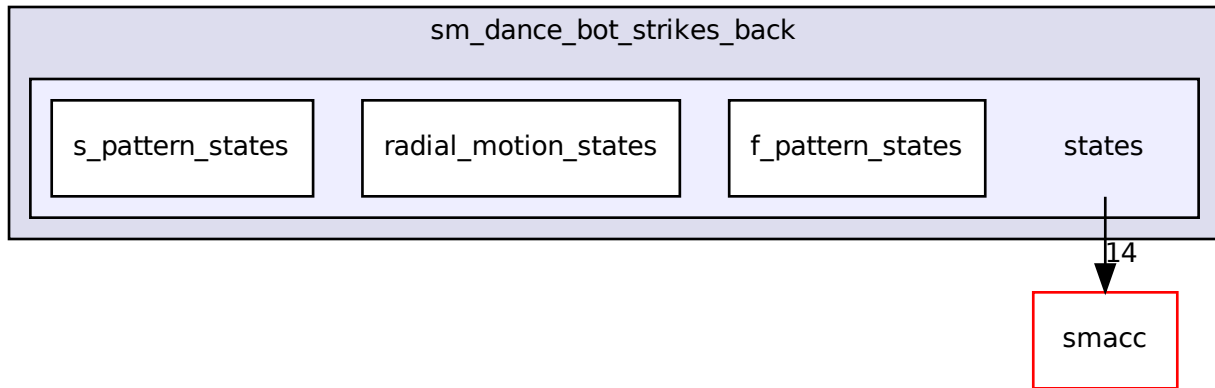 sm_dance_bot_strikes_back
s_pattern_states
radial_motion_states
f_pattern_states
states
14
smacc